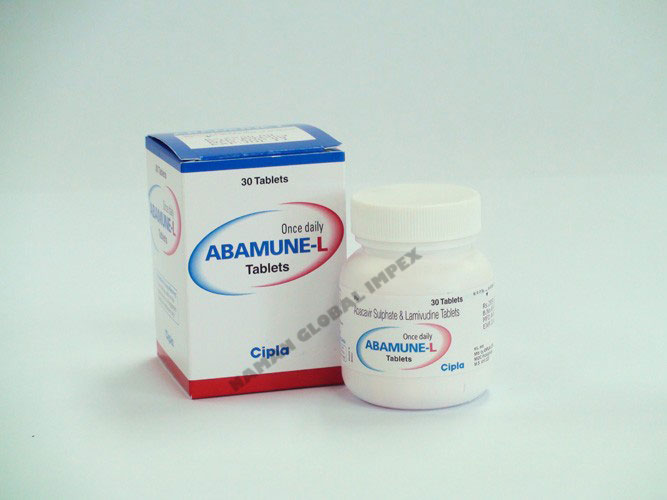 30 Tablets
Once daily
ABAMUNE-L
Tablets
Cipla
ABAMUNE-L
30 Tablets
Abacavir Sulphate & Lamivudine Tablets
Once daily
ABAMUNE-L
Tablets
Cipla
NAMAN GLOBAL IMPEX